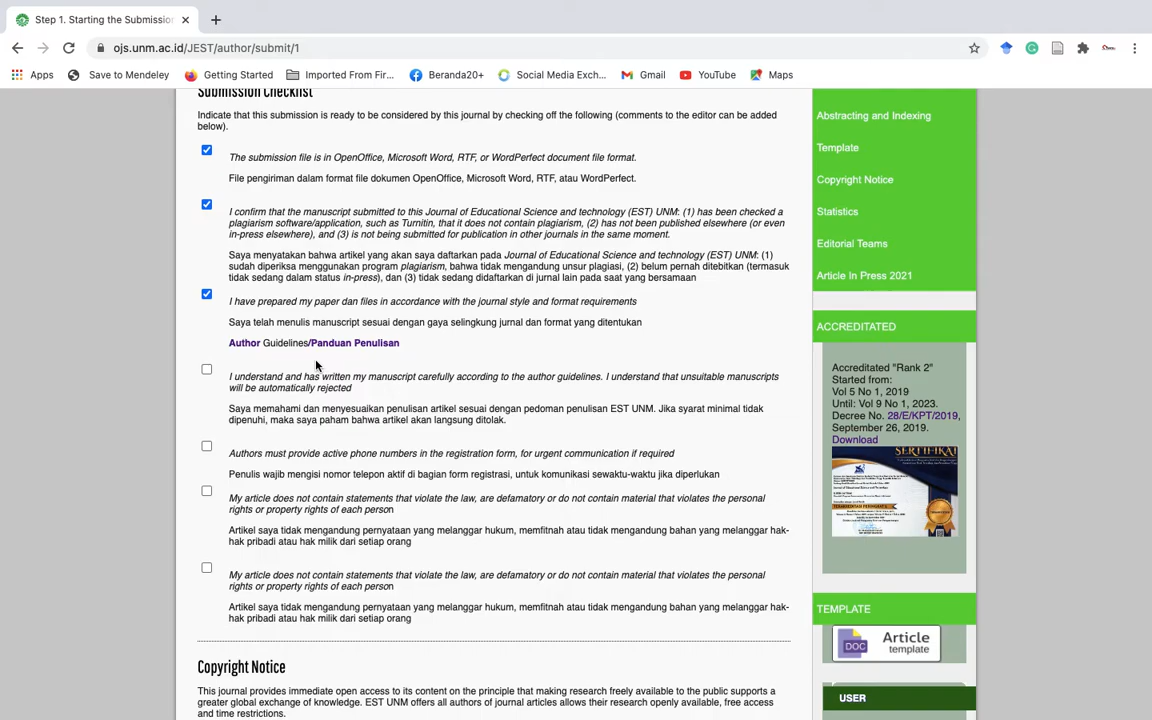 Step 1. Starting the Submissio
ojs.unm.ac.id/JEST/author/submit/1
Apps
Save to Mendeley
Getting Started
Imported From Fir...
Beranda20+
Social Media Exch...
Gmail
YouTube
Maps
Submission Checklist
Indicate that this submission is ready to be considered by this journal by checking off the following (comments to the editor can be added
below).
The submission file is in OpenOffice, Microsoft Word, RTF, or WordPerfect document file format.
File pengiriman dalam format file dokumen OpenOffice, Microsoft Word, RTF, atau WordPerfect.
I confirm that the manuscript submitted to this Journal of Educational Science and technology (EST) UNM: (1) has been checked a
plagiarism software/application, such as Turnitin, that it does not contain plagiarism, (2) has not been published elsewhere (or even
in-press elsewhere), and (3) is not being submitted for publication in other journals in the same moment.
Saya menyatakan bahwa artikel yang akan saya daftarkan pada Journal of Educational Science and technology (EST) UNM: (1)
sudah diperiksa menggunakan program plagiarism, bahwa tidak mengandung unsur plagiasi, (2) belum pernah ditebitkan (termasuk
tidak sedang dalam status in-press), dan (3) tidak sedang didaftarkan di jurnal lain pada saat yang bersamaan
I have prepared my paper dan files in accordance with the journal style and format requirements
Saya telah menulis manuscript sesuai dengan gaya selingkung jurnal dan format yang ditentukan
Author Guidelines/Panduan Penulisan
I understand and has written my manuscript carefully according to the author guidelines. I understand that unsuitable manuscripts
will be automatically rejected
Saya memahami dan menyesuaikan penulisan artikel sesuai dengan pedoman penulisan EST UNM. Jika syarat minimal tidak
dipenuhi, maka saya paham bahwa artikel akan langsung ditolak.
Authors must provide active phone numbers in the registration form, for urgent communication if required
Penulis wajib mengisi nomor telepon aktif di bagian form registrasi, untuk komunikasi sewaktu-waktu jika diperlukan
My article does not contain statements that violate the law, are defamatory or do not contain material that violates the personal
rights or property rights of each person
Artikel saya tidak mengandung pernyataan yang melanggar hukum, memfitnah atau tidak mengandung bahan yang melanggar hak-
hak pribadi atau hak milik dari setiap orang
My article does not contain statements that violate the law, are defamatory or do not contain material that violates the personal
rights or property rights of each person
Artikel saya tidak mengandung pernyataan yang melanggar hukum, memfitnah atau tidak mengandung bahan yang melanggar hak-
hak pribadi atau hak milik dari setiap orang
Copyright Notice
This journal provides immediate open access to its content on the principle that making research freely available to the public supports a
greater global exchange of knowledge. EST UNM offers all authors of journal articles allows their research openly available, free access
and time restrictions.
Abstracting and Indexing
Template
Copyright Notice
Statistics
Editorial Teams
Article In Press 2021
ACCREDITATED
Accreditated "Rank 2"
Started from:
Vol 5 No 1, 2019
Until: Vol 9 No 1, 2023.
Decree No. 28/E/KPT/2019,
September 26, 2019.
Download
SERTIFIKAT
TEMPLATE
DOC
Article
template
USER